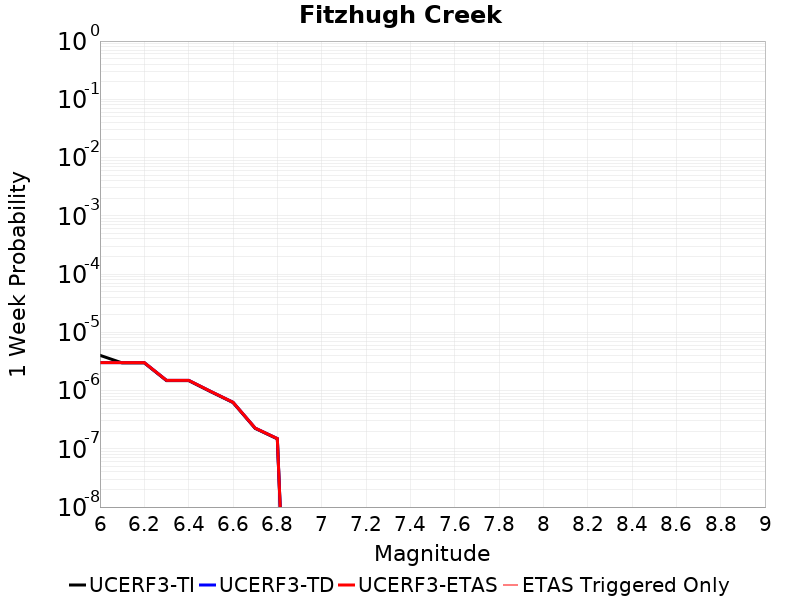 Fitzhugh Creek
1 Week Probability
10^0
10^-1
10^-2
10^-3
10^-4
10^-5
10^-6
10^-7
10^-8
6 6.2 6.4 6.6 6.8 7 7.2 7.4 7.6 7.8 8 8.2 8.4 8.6 8.8 9
Magnitude
UCERF3-TI UCERF3-TD UCERF3-ETAS ETAS Triggered Only